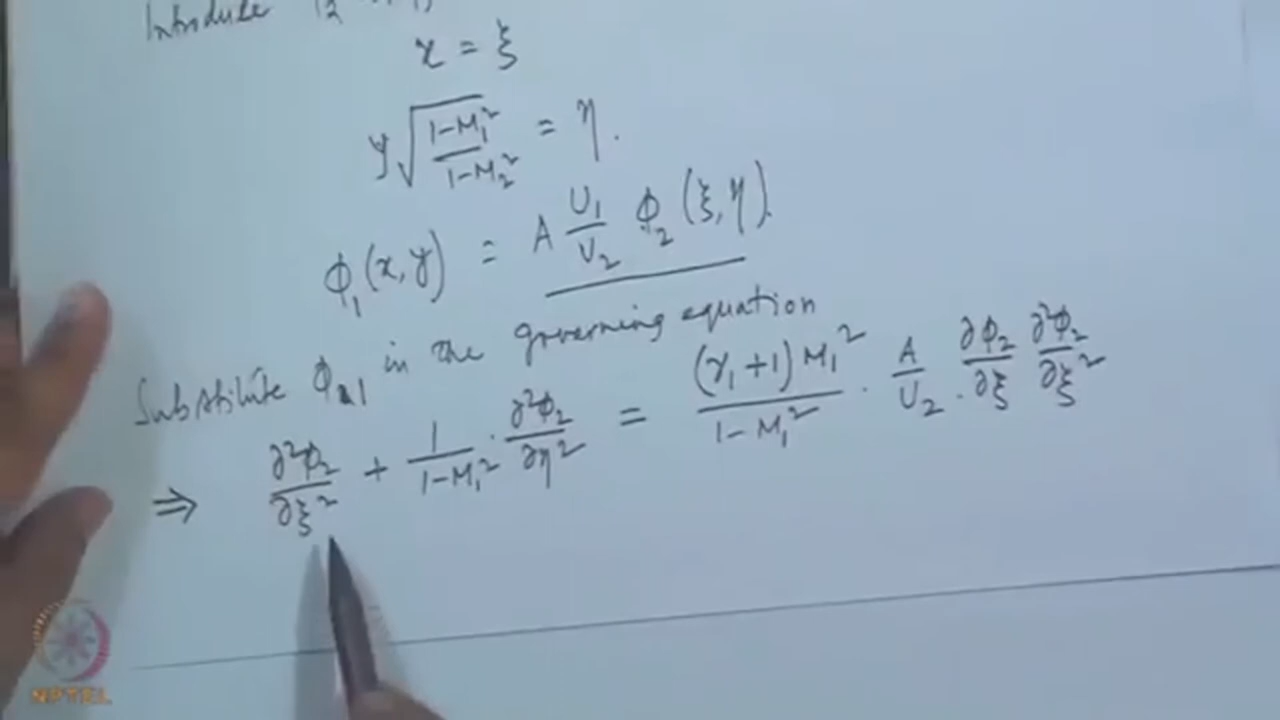 Introduce
x = ξ
y √((1-M₁²)/(1-M₂²)) = η.
ϕ₁(x, y) = A U₁/U₂ ϕ₂(ξ, η).
Substitute ϕ₁ in the governing equation
⇒ ∂²ϕ₂/∂ξ² + 1/(1-M₁²) · ∂²ϕ₂/∂η² = (γ₁+1)M₁²/(1-M₁²) · A/U₂ · ∂ϕ₂/∂ξ ∂²ϕ₂/∂ξ²
NPTEL